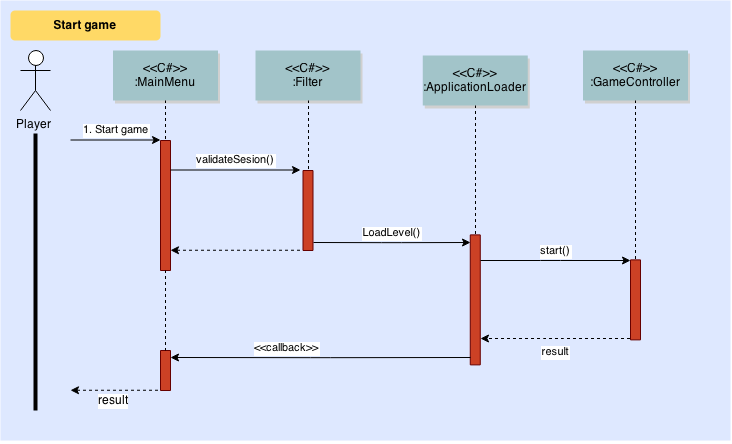 Start game
<<C#>>
:MainMenu
<<C#>>
:Filter
<<C#>>
:ApplicationLoader
<<C#>>
:GameController
Player
1. Start game
validateSesion()
LoadLevel()
start()
result
<<callback>>
result